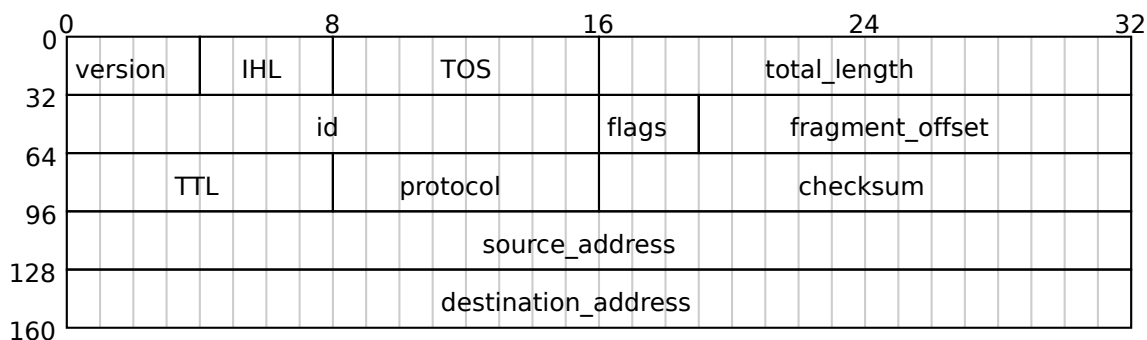 0 8 16 24 32
0
version IHL TOS total_length
32
id flags fragment_offset
64
TTL protocol checksum
96
source_address
128
destination_address
160